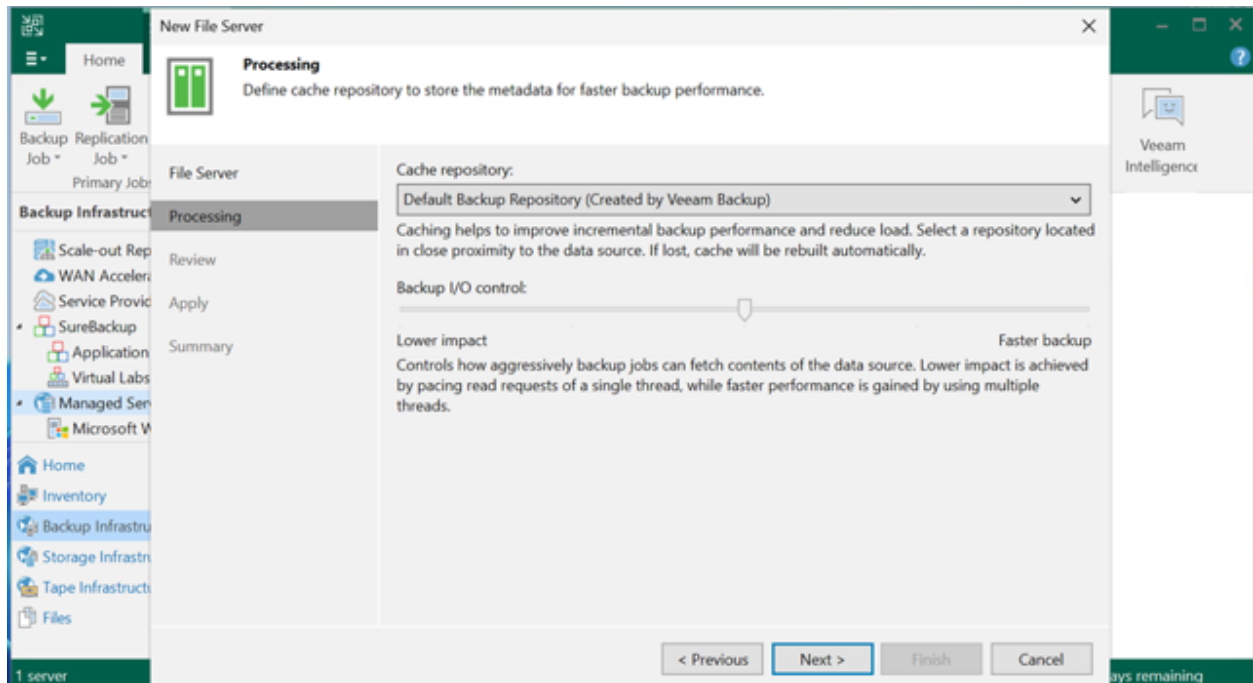 New File Server
Home
Processing
Define cache repository to store the metadata for faster backup performance.
Backup Replication
Job Job
Primary Jobs
Veeam
Intelligence
File Server
Processing
Review
Apply
Summary
Cache repository:
Default Backup Repository (Created by Veeam Backup)
Caching helps to improve incremental backup performance and reduce load. Select a repository located
in close proximity to the data source. If lost, cache will be rebuilt automatically.
Backup I/O control:
Lower impact Faster backup
Controls how aggressively backup jobs can fetch contents of the data source. Lower impact is achieved
by pacing read requests of a single thread, while faster performance is gained by using multiple
threads.
Backup Infrastruct
Scale-out Rep
WAN Acceler
Service Provid
SureBackup
Application
Virtual Labs
Managed Ser
Microsoft W
Home
Inventory
Backup Infrastru
Storage Infrastr
Tape Infrastruct
Files
< Previous Next > Finish Cancel
1 server
ays remaining